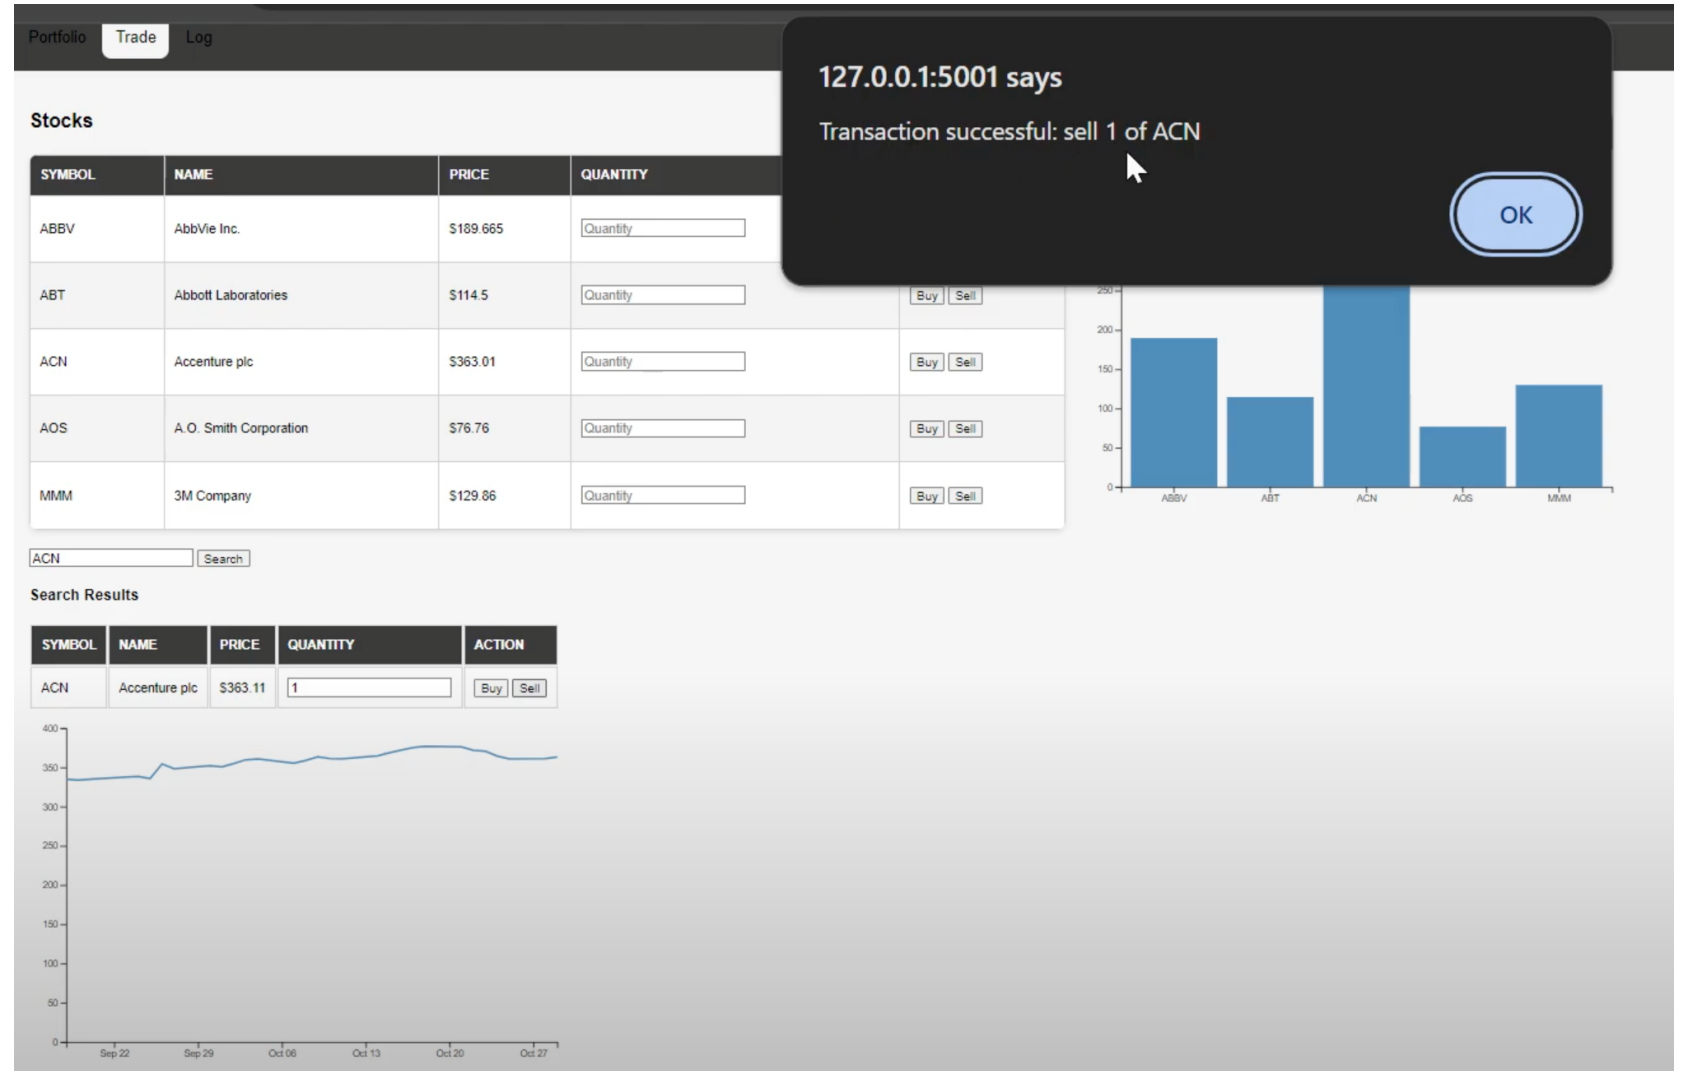 Portfolio Trade Log
127.0.0.1:5001 says
Transaction successful: sell 1 of ACN
OK
Stocks
SYMBOL NAME PRICE QUANTITY
ABBV AbbVie Inc. $189.665 Quantity
ABT Abbott Laboratories $114.5 Quantity Buy Sell
ACN Accenture plc $363.01 Quantity Buy Sell
AOS A.O. Smith Corporation $76.76 Quantity Buy Sell
MMM 3M Company $129.86 Quantity Buy Sell
250
200
150
100
50
0
ABBV ABT ACN AOS MMM
ACN Search
Search Results
SYMBOL NAME PRICE QUANTITY ACTION
ACN Accenture plc $363.11 1 Buy Sell
400
350
300
250
200
150
100
50
0
Sep 22 Sep 29 Oct 06 Oct 13 Oct 20 Oct 27